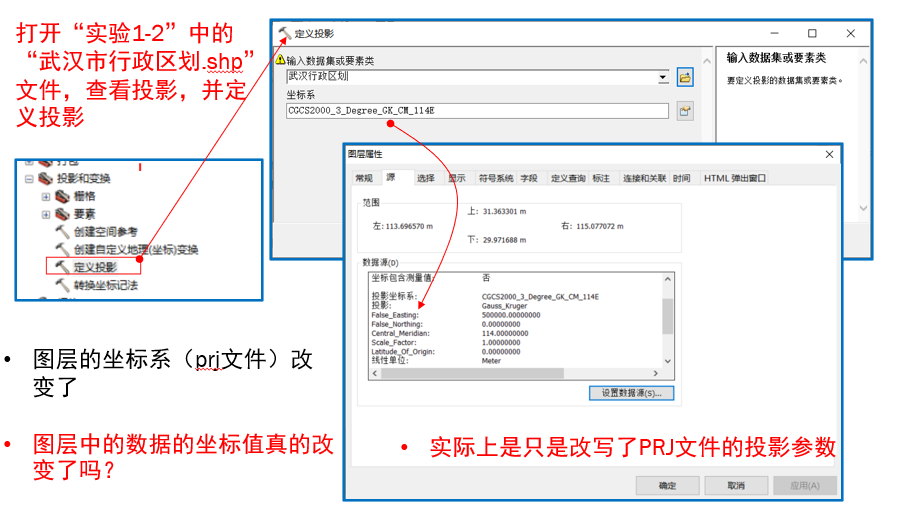 打开“实验1-2”中的
“武汉市行政区划.shp”
文件，查看投影，并定
义投影
投影和变换
栅格
要素
创建空间参考
创建自定义地理(坐标)变换
定义投影
转换坐标记法
• 图层的坐标系（prj文件）改
变了
• 图层中的数据的坐标值真的改
变了吗？
定义投影
输入数据集或要素类
武汉行政区划
坐标系
CGCS2000_3_Degree_GK_CM_114E
输入数据集或要素类
要定义投影的数据集或要素类。
图层属性
常规 源 选择 显示 符号系统 字段 定义查询 标注 连接和关联 时间 HTML 弹出窗口
范围
上: 31.363301 m
左: 113.696570 m 右: 115.077072 m
下: 29.971688 m
数据源(D)
坐标包含测量值: 否
投影坐标系: CGCS2000_3_Degree_GK_CM_114E
投影: Gauss_Kruger
False_Easting: 500000.00000000
False_Northing: 0.00000000
Central_Meridian: 114.00000000
Scale_Factor: 1.00000000
Latitude_Of_Origin: 0.00000000
线性单位: Meter
设置数据源(S)...
• 实际上是只是改写了PRJ文件的投影参数
确定 取消 应用(A)